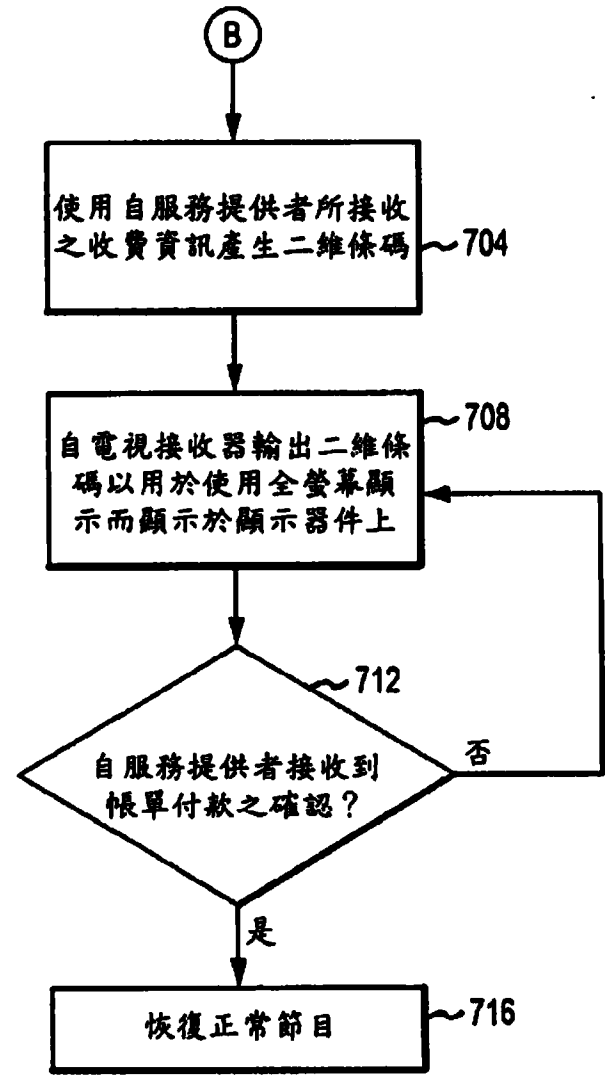 B
使用自服務提供者所接收
之收費資訊產生二維條碼
704
708
自電視接收器輸出二維條
碼以用於使用全螢幕顯
示而顯示於顯示器件上
712
自服務提供者接收到
帳單付款之確認?
否
是
恢復正常節目
716